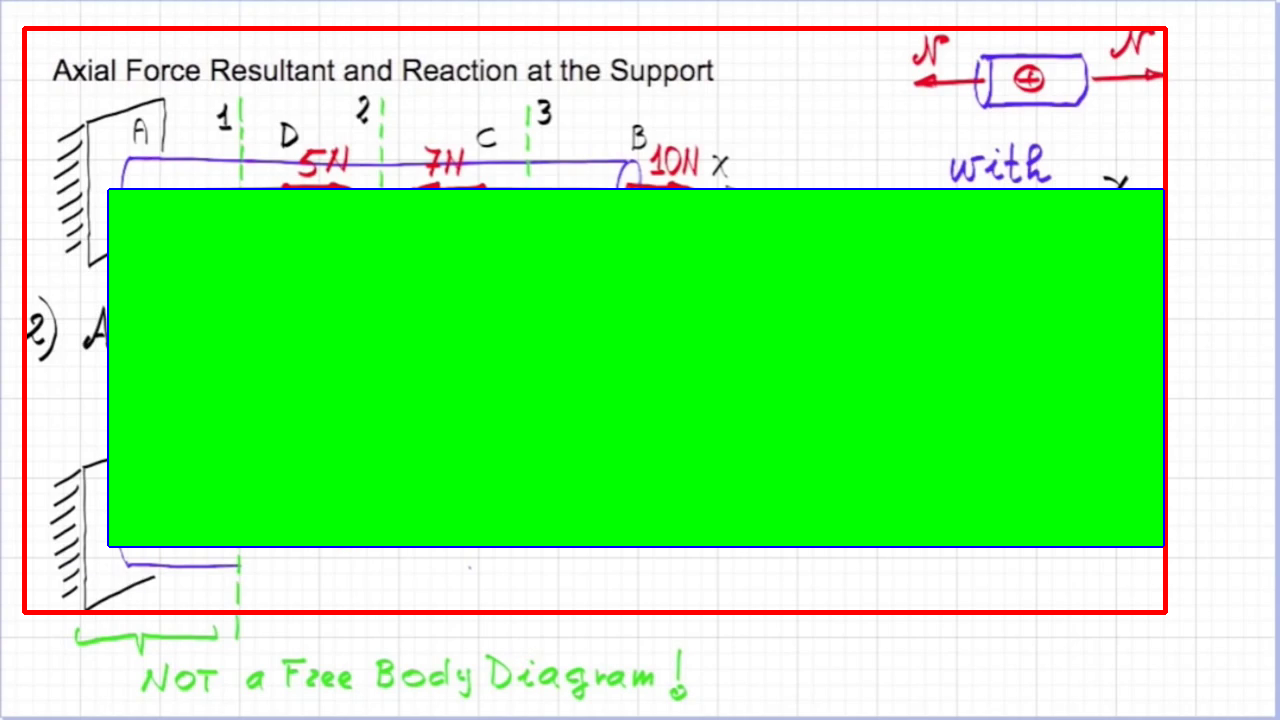 Axial Force Resultant and Reaction at the Support
N N
+
1 2 3
A D C B
5N 7N 10N x
with
2) A
NOT a Free Body Diagram!